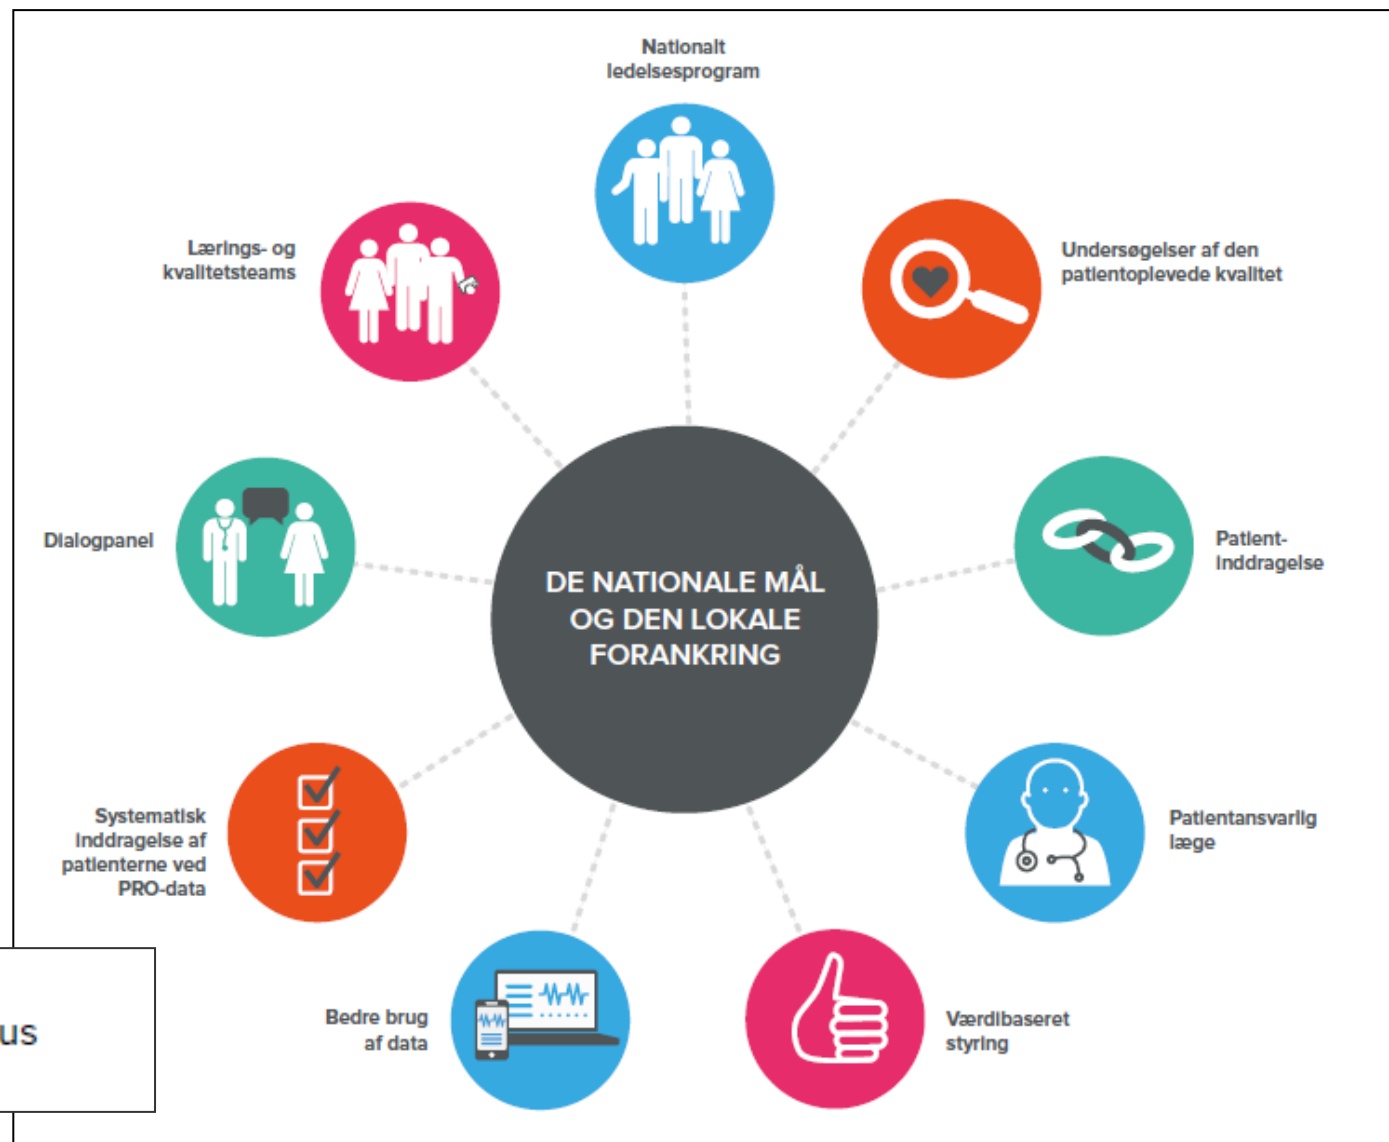 Nationalt
ledelsesprogram
Undersøgelser af den
patientoplevede kvalitet
Patient-
inddragelse
Patientansvarlig
læge
Værdibaseret
styring
Bedre brug
af data
Systematisk
inddragelse af
patienterne ved
PRO-data
Dialogpanel
Lærings- og
kvalitetsteams
DE NATIONALE MÅL
OG DEN LOKALE
FORANKRING
us